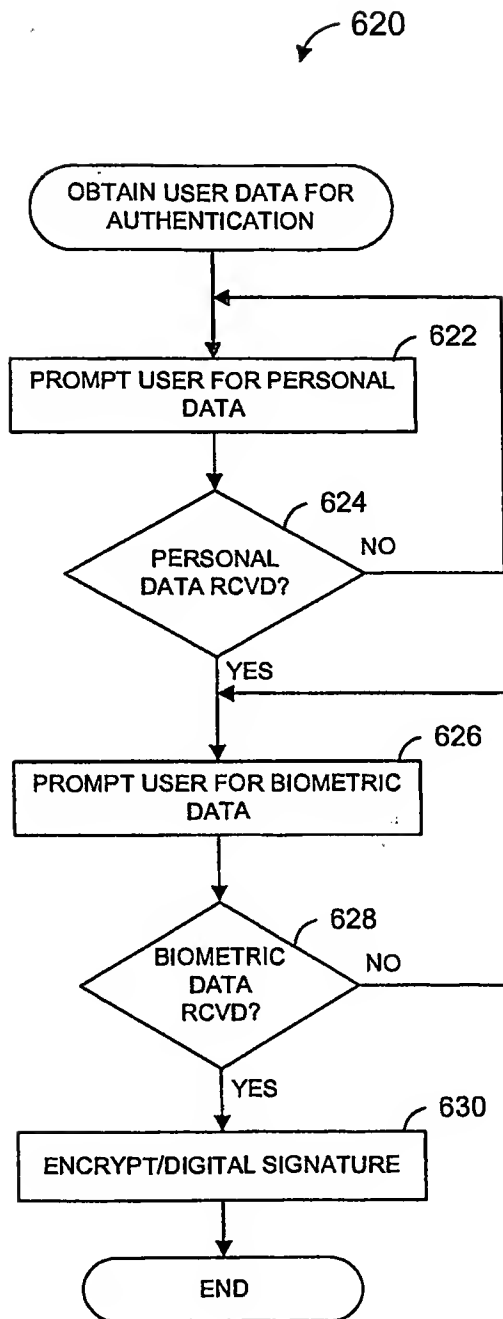 620
OBTAIN USER DATA FOR
AUTHENTICATION
622
PROMPT USER FOR PERSONAL
DATA
624
PERSONAL
DATA RCVD?
NO
YES
626
PROMPT USER FOR BIOMETRIC
DATA
628
BIOMETRIC
DATA
RCVD?
NO
YES
630
ENCRYPT/DIGITAL SIGNATURE
END